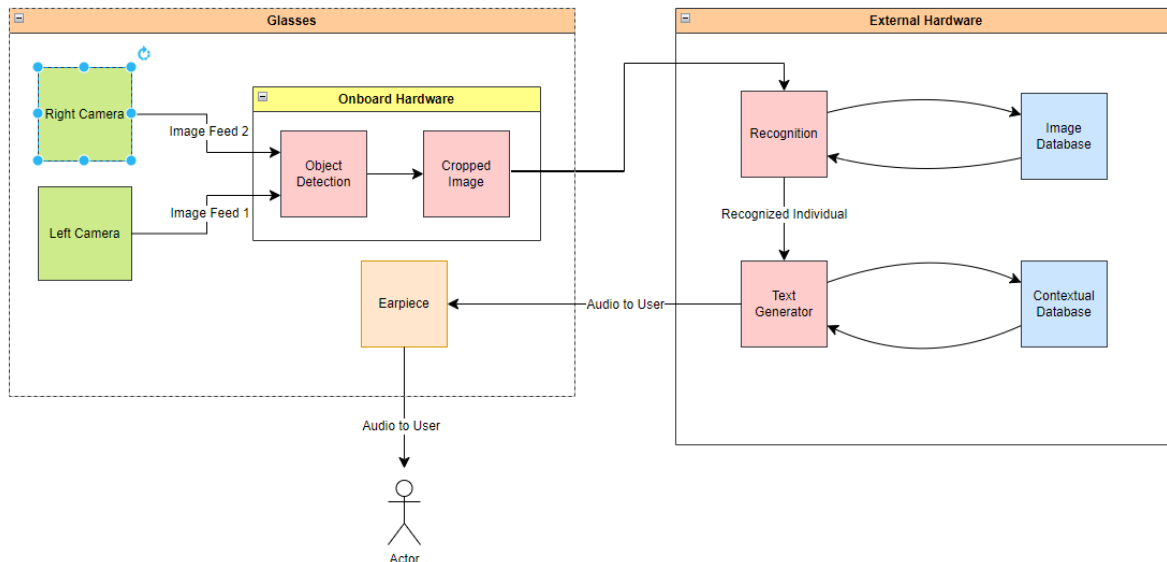 Glasses
External Hardware
Right Camera
Onboard Hardware
Image Feed 2
Object
Detection
Cropped
Image
Recognition
Image
Database
Left Camera
Image Feed 1
Recognized Individual
Earpiece
Audio to User
Text
Generator
Contextual
Database
Audio to User
Actor